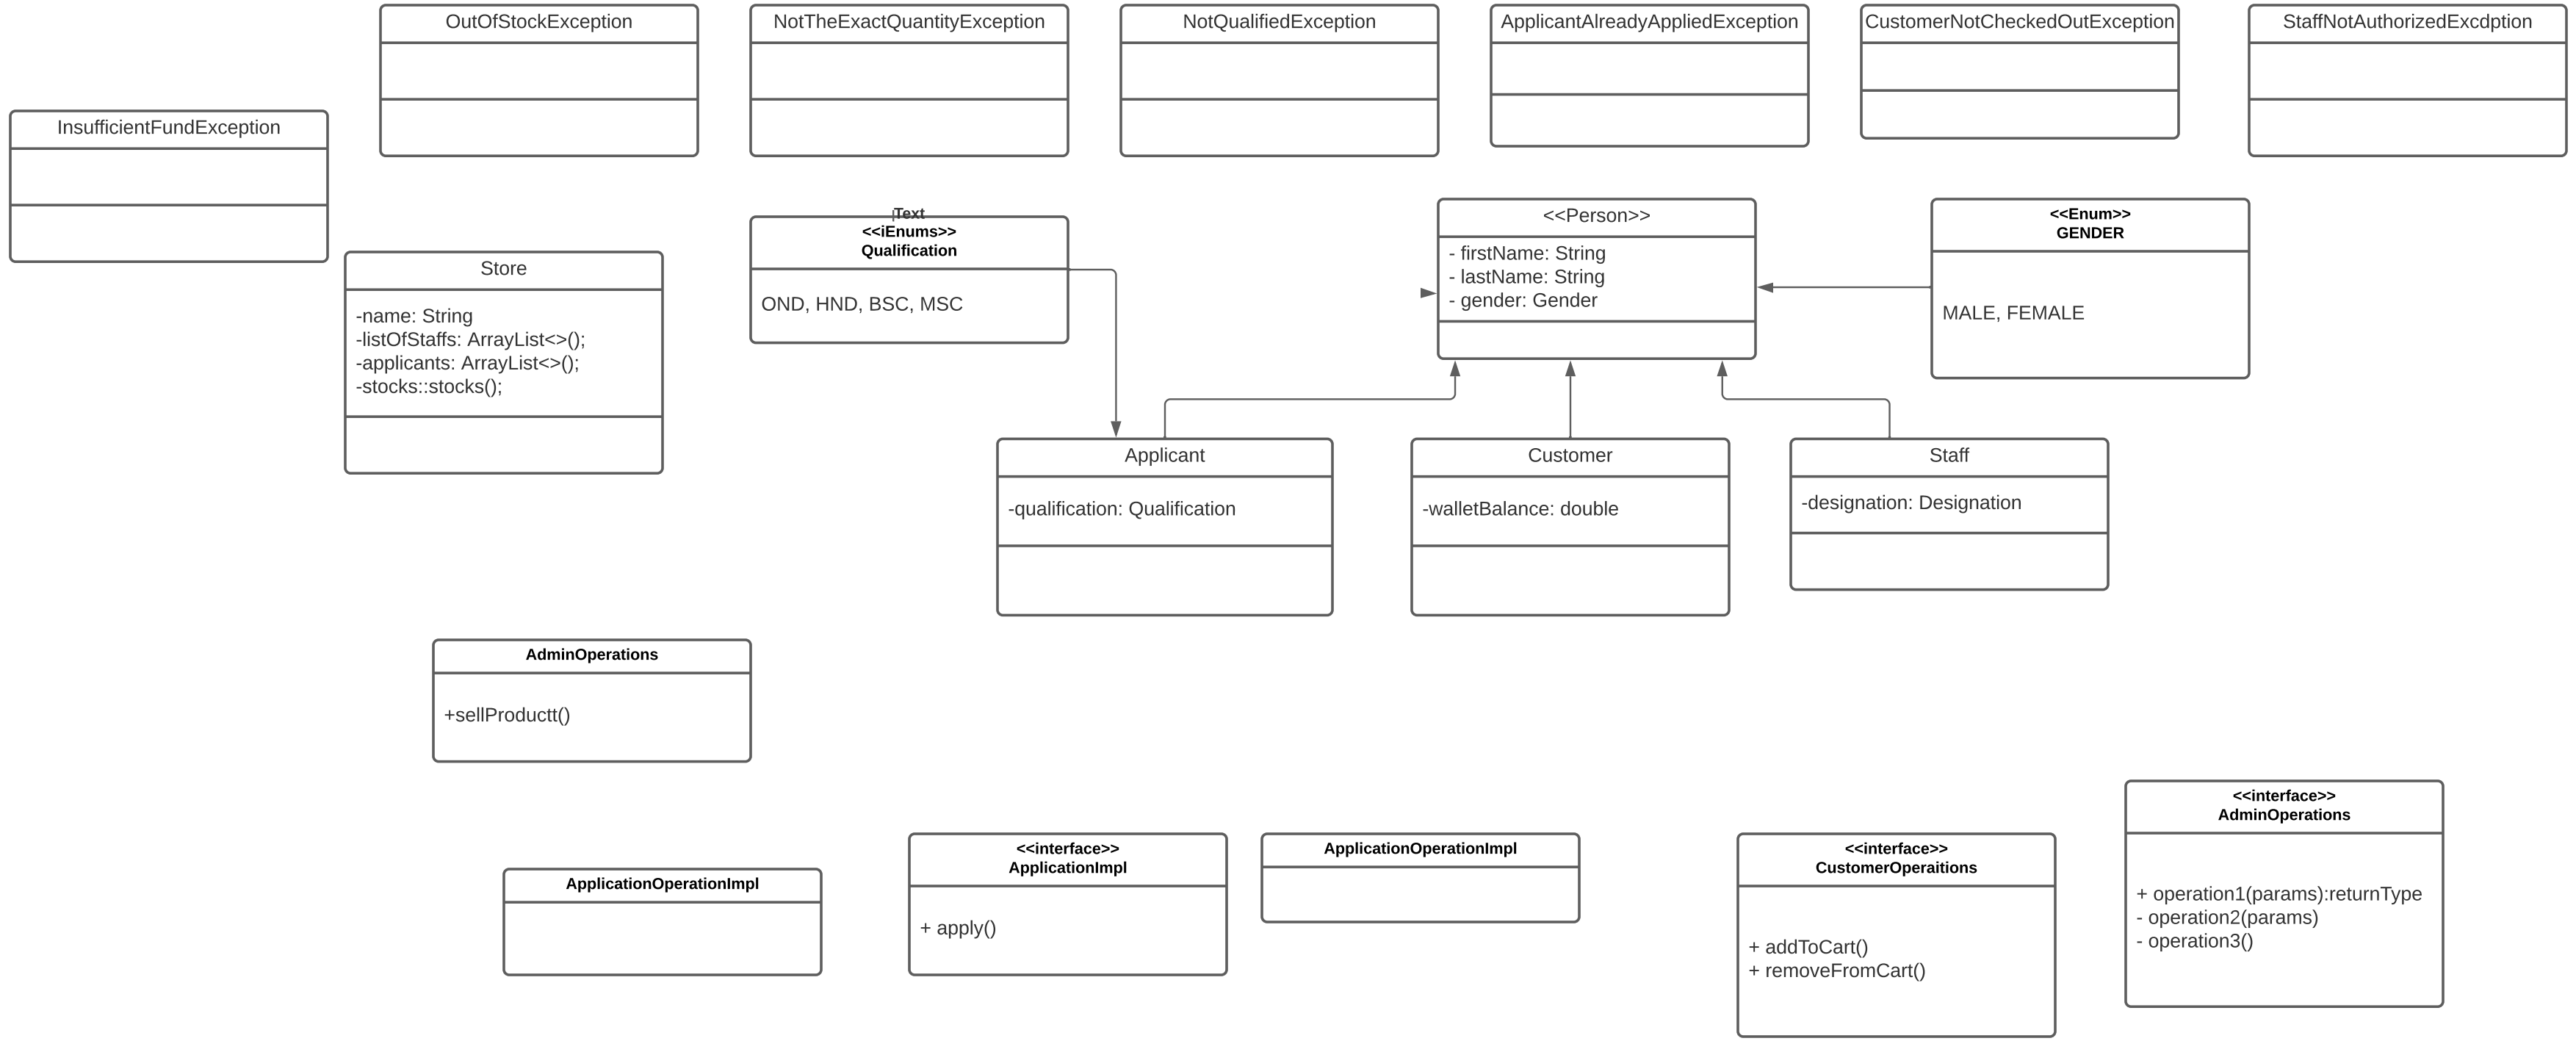 OutOfStockException
NotTheExactQuantityException
NotQualifiedException
ApplicantAlreadyAppliedException
CustomerNotCheckedOutException
StaffNotAuthorizedExcdption
InsufficientFundException
Store
-name: String
-listOfStaffs: ArrayList<>();
-applicants: ArrayList<>();
-stocks::stocks();
Text
<<iEnums>>
Qualification
OND, HND, BSC, MSC
<<Person>>
- firstName: String
- lastName: String
- gender: Gender
<<Enum>>
GENDER
MALE, FEMALE
Applicant
-qualification: Qualification
Customer
-walletBalance: double
Staff
-designation: Designation
AdminOperations
+sellProductt()
ApplicationOperationImpl
<<interface>>
ApplicationImpl
+ apply()
ApplicationOperationImpl
<<interface>>
CustomerOperaitions
+ addToCart()
+ removeFromCart()
<<interface>>
AdminOperations
+ operation1(params):returnType
- operation2(params)
- operation3()